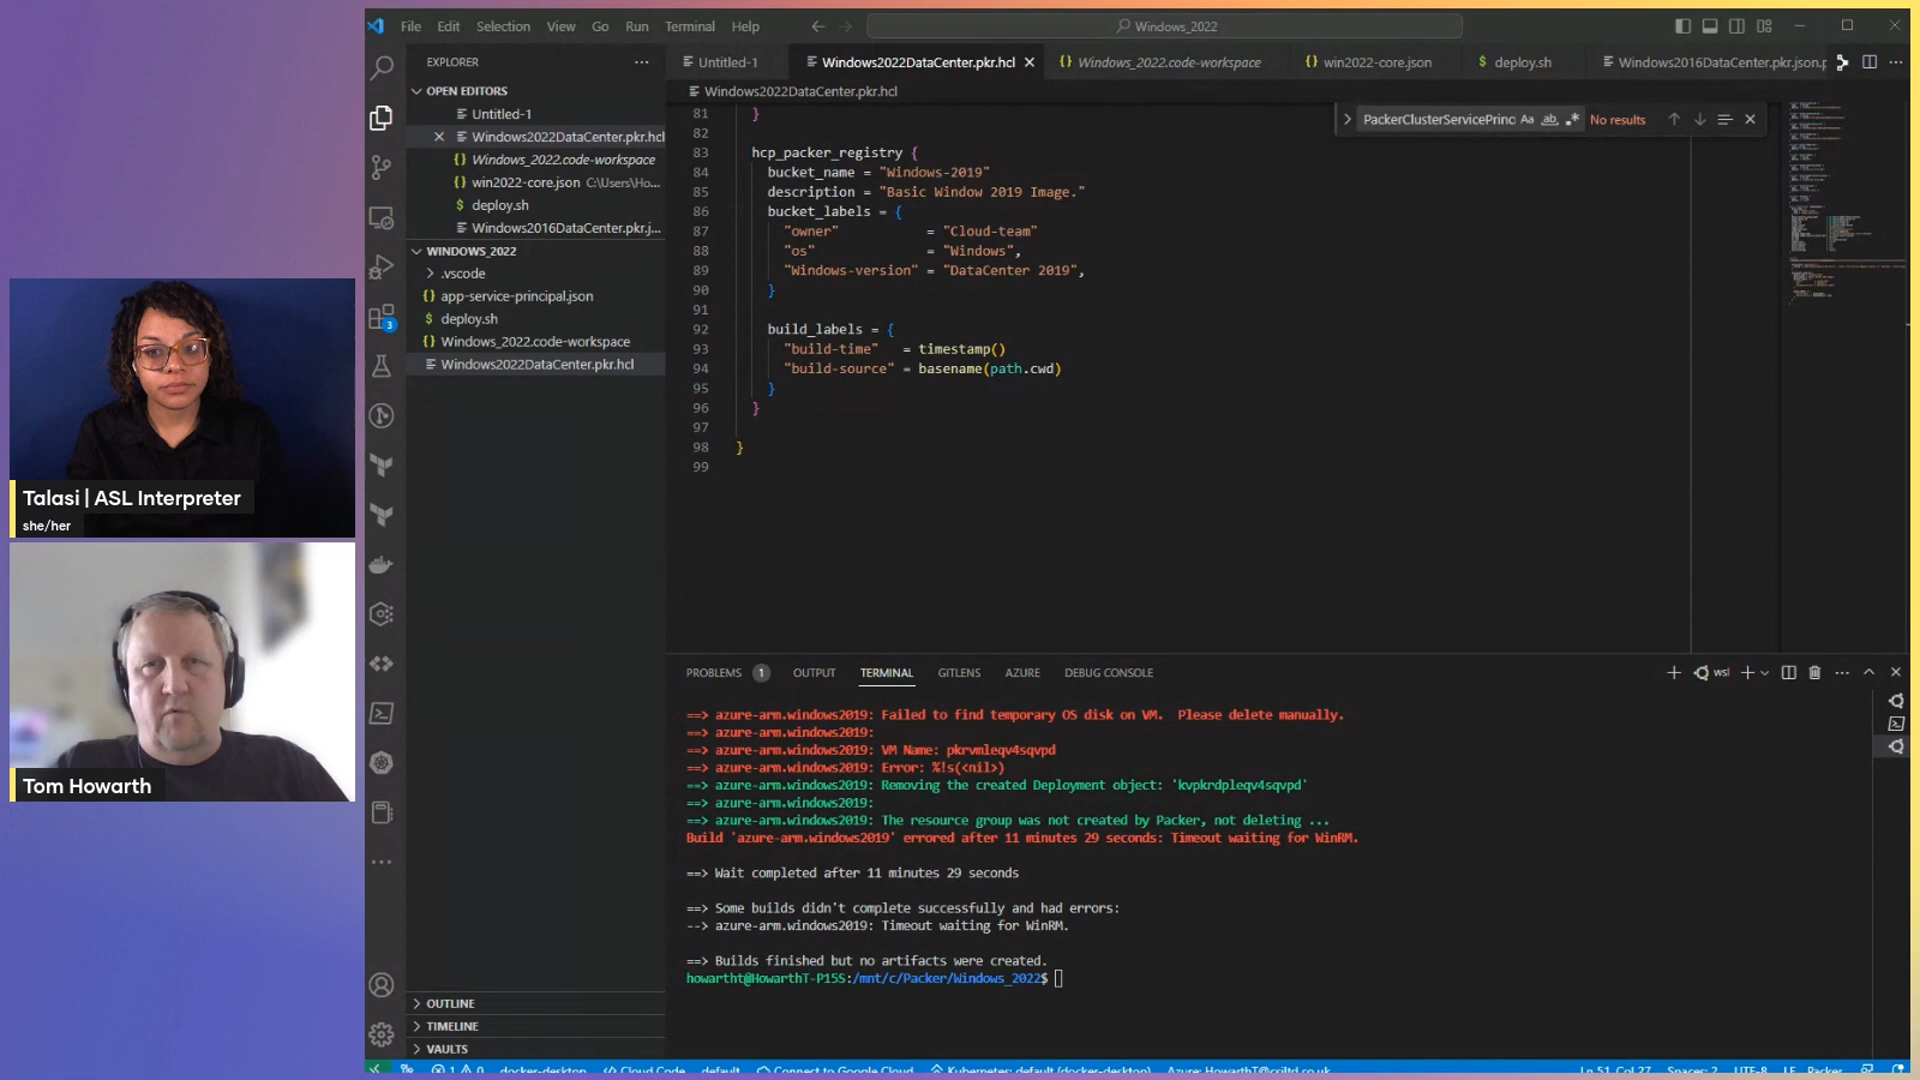 File Edit Selection View Go Run Terminal Help
Windows_2022
EXPLORER
OPEN EDITORS
Untitled-1
Windows2022DataCenter.pkr.hcl
Windows_2022.code-workspace
win2022-core.json C:\Users\Ho...
deploy.sh
Windows2016DataCenter.pkr.j...
WINDOWS_2022
.vscode
app-service-principal.json
deploy.sh
Windows_2022.code-workspace
Windows2022DataCenter.pkr.hcl
OUTLINE
TIMELINE
VAULTS
3
Untitled-1
Windows2022DataCenter.pkr.hcl
Windows_2022.code-workspace
win2022-core.json
deploy.sh
Windows2016DataCenter.pkr.json.p
Windows2022DataCenter.pkr.hcl
PackerClusterServicePrinc Aa ab No results
81 }
82
83 hcp_packer_registry {
84 bucket_name = "Windows-2019"
85 description = "Basic Window 2019 Image."
86 bucket_labels = {
87 "owner" = "Cloud-team"
88 "os" = "Windows",
89 "Windows-version" = "DataCenter 2019",
90 }
91
92 build_labels = {
93 "build-time" = timestamp()
94 "build-source" = basename(path.cwd)
95 }
96 }
97
98 }
99
PROBLEMS 1 OUTPUT TERMINAL GITLENS AZURE DEBUG CONSOLE
wsl
==> azure-arm.windows2019: Failed to find temporary OS disk on VM. Please delete manually.
==> azure-arm.windows2019:
==> azure-arm.windows2019: VM Name: pkrvmleqv4sqvpd
==> azure-arm.windows2019: Error: %!s(<nil>)
==> azure-arm.windows2019: Removing the created Deployment object: 'kvpkrdpleqv4sqvpd'
==> azure-arm.windows2019:
==> azure-arm.windows2019: The resource group was not created by Packer, not deleting ...
Build 'azure-arm.windows2019' errored after 11 minutes 29 seconds: Timeout waiting for WinRM.
==> Wait completed after 11 minutes 29 seconds
==> Some builds didn't complete successfully and had errors:
--> azure-arm.windows2019: Timeout waiting for WinRM.
==> Builds finished but no artifacts were created.
howartht@HowarthT-P15S:/mnt/c/Packer/Windows_2022$
1 0 docker-desktop Cloud Code default Connect to Google Cloud Kubernetes: default (docker-desktop) Azure: HowarthT@csiltd.co.uk Ln 51, Col 27 Spaces: 2 UTF-8 LF Packer
Talasi | ASL Interpreter
she/her
Tom Howarth